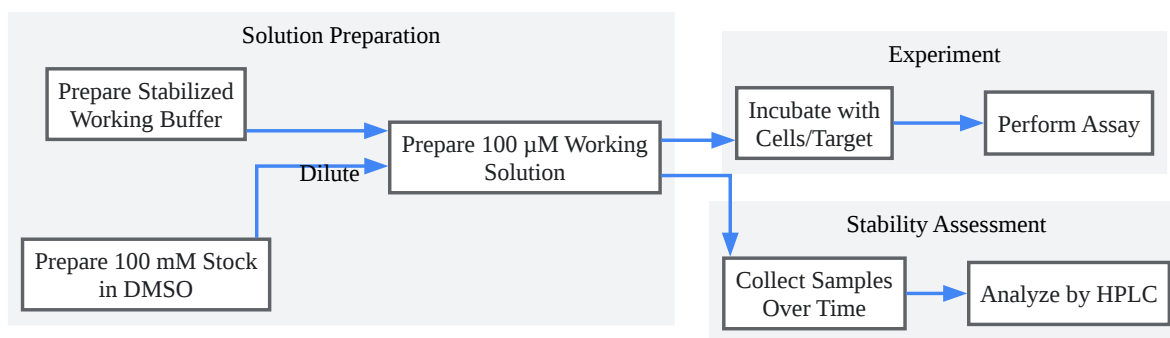 Solution Preparation
Prepare Stabilized
Working Buffer
Dilute
Prepare 100 mM Stock
in DMSO
Prepare 100 µM Working
Solution
Experiment
Incubate with
Cells/Target
Perform Assay
Stability Assessment
Collect Samples
Over Time
Analyze by HPLC